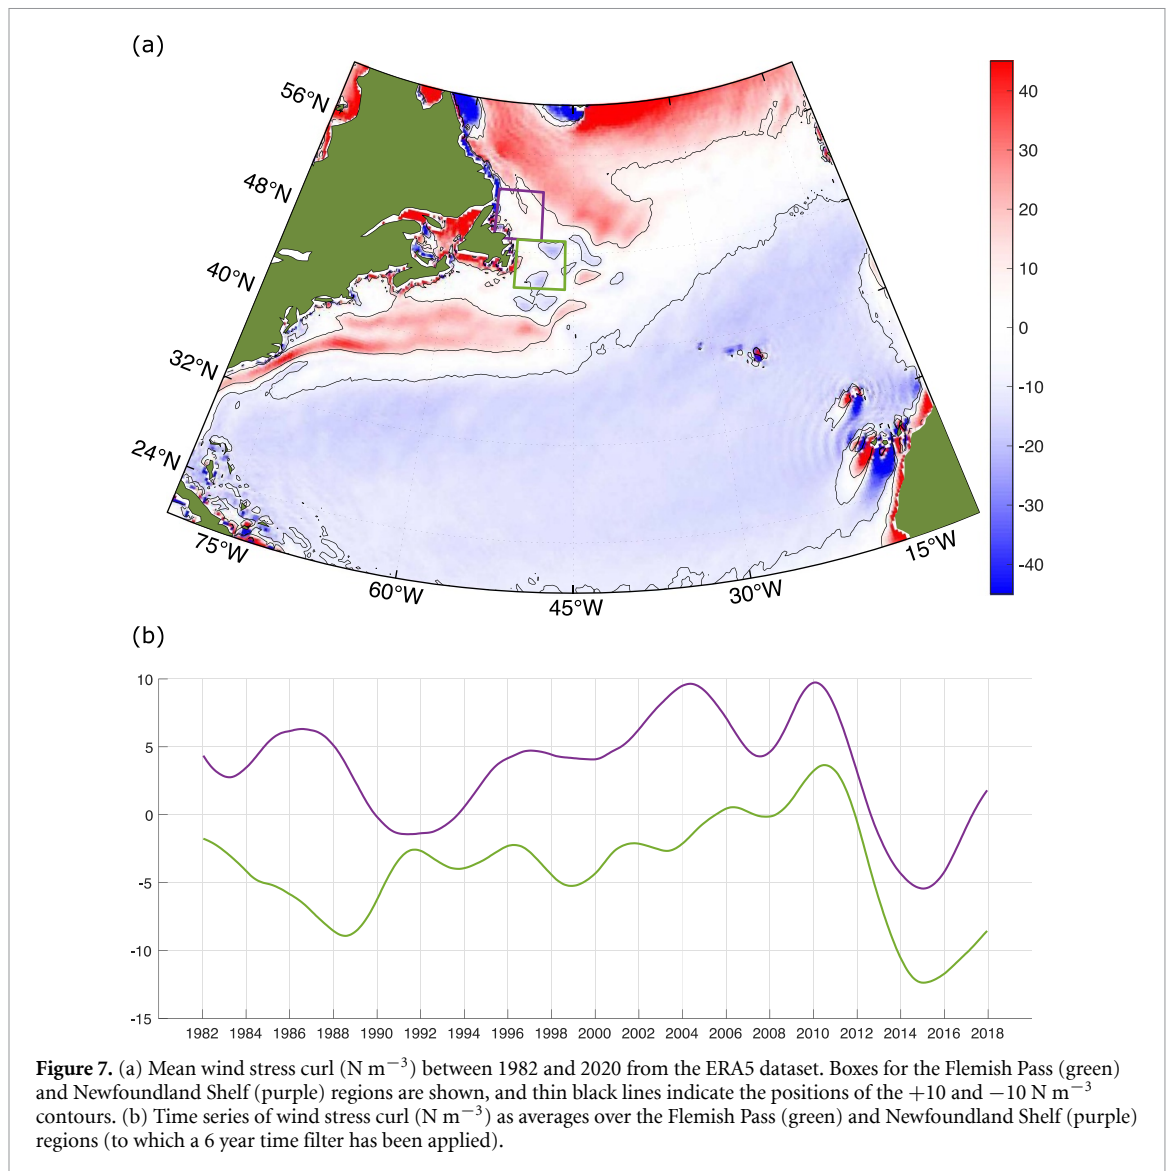 (a)
56°N
48°N
40°N
32°N
24°N
75°W
60°W
45°W
30°W
15°W
40
30
20
10
0
-10
-20
-30
-40
(b)
10
5
0
-5
-10
-15
1982 1984 1986 1988 1990 1992 1994 1996 1998 2000 2002 2004 2006 2008 2010 2012 2014 2016 2018
Figure 7. (a) Mean wind stress curl (N m−3) between 1982 and 2020 from the ERA5 dataset. Boxes for the Flemish Pass (green)
and Newfoundland Shelf (purple) regions are shown, and thin black lines indicate the positions of the +10 and −10 N m−3
contours. (b) Time series of wind stress curl (N m−3) as averages over the Flemish Pass (green) and Newfoundland Shelf (purple)
regions (to which a 6 year time filter has been applied).